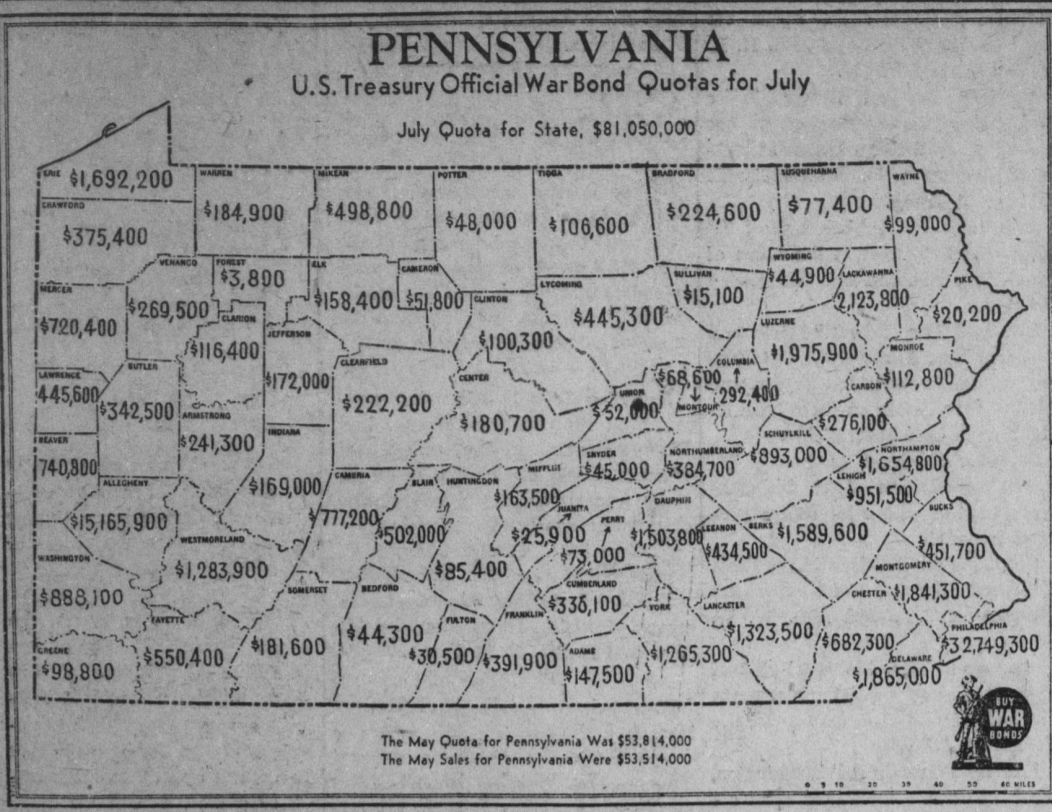 PENNSYLVANIA
U.S. Treasury Official War Bond Quotas for July
July Quota for State, $81,050,000
ERIE $1,692,200
CRAWFORD $375,400
WARREN $184,900
McKEAN $498,800
POTTER $48,000
TIOGA $106,600
BRADFORD $224,600
SUSQUEHANNA $77,400
WAYNE $99,000
MERCER $720,400
VENANGO $269,500
FOREST $3,800
CLARION $116,400
ELK $158,400
CAMERON $51,800
CLINTON $100,300
LYCOMING $445,300
SULLIVAN $15,100
WYOMING $44,900
LACKAWANNA 2,123,800
PIKE $20,200
LAWRENCE 445,600
BUTLER $342,500
ARMSTRONG $241,300
JEFFERSON $172,000
CLEARFIELD $222,200
CENTER $180,700
UNION $52,000
$68,600 MONTOUR
COLUMBIA 292,400
LUZERNE $1,975,900
MONROE $112,800
CARBON $276,100
BEAVER 740,800
ALLEGHENY $15,165,900
INDIANA $169,000
CAMBRIA $777,200
BLAIR $502,000
HUNTINGDON $85,400
MIFFLIN $163,500
SNYDER $45,000
NORTHUMBERLAND $384,700
SCHUYLKILL $893,000
NORTHAMPTON $1,654,800
LEHIGH $951,500
JUANITA $25,900
PERRY $73,000
DAUPHIN $1,503,800
LEBANON $434,500
BERKS $1,589,600
BUCKS $451,700
MONTGOMERY $1,841,300
WASHINGTON $888,100
WESTMORELAND $1,283,900
SOMERSET $181,600
BEDFORD $44,300
FULTON $30,500
FRANKLIN $391,900
CUMBERLAND $336,100
ADAMS $147,500
YORK $1,265,300
LANCASTER $1,323,500
CHESTER $682,300
DELAWARE $1,865,000
PHILADELPHIA $32,749,300
GREENE $98,800
FAYETTE $550,400
BUY
WAR
BONDS
The May Quota for Pennsylvania Was $53,814,000
The May Sales for Pennsylvania Were $53,514,000
0 5 10 20 30 40 50 60 MILES